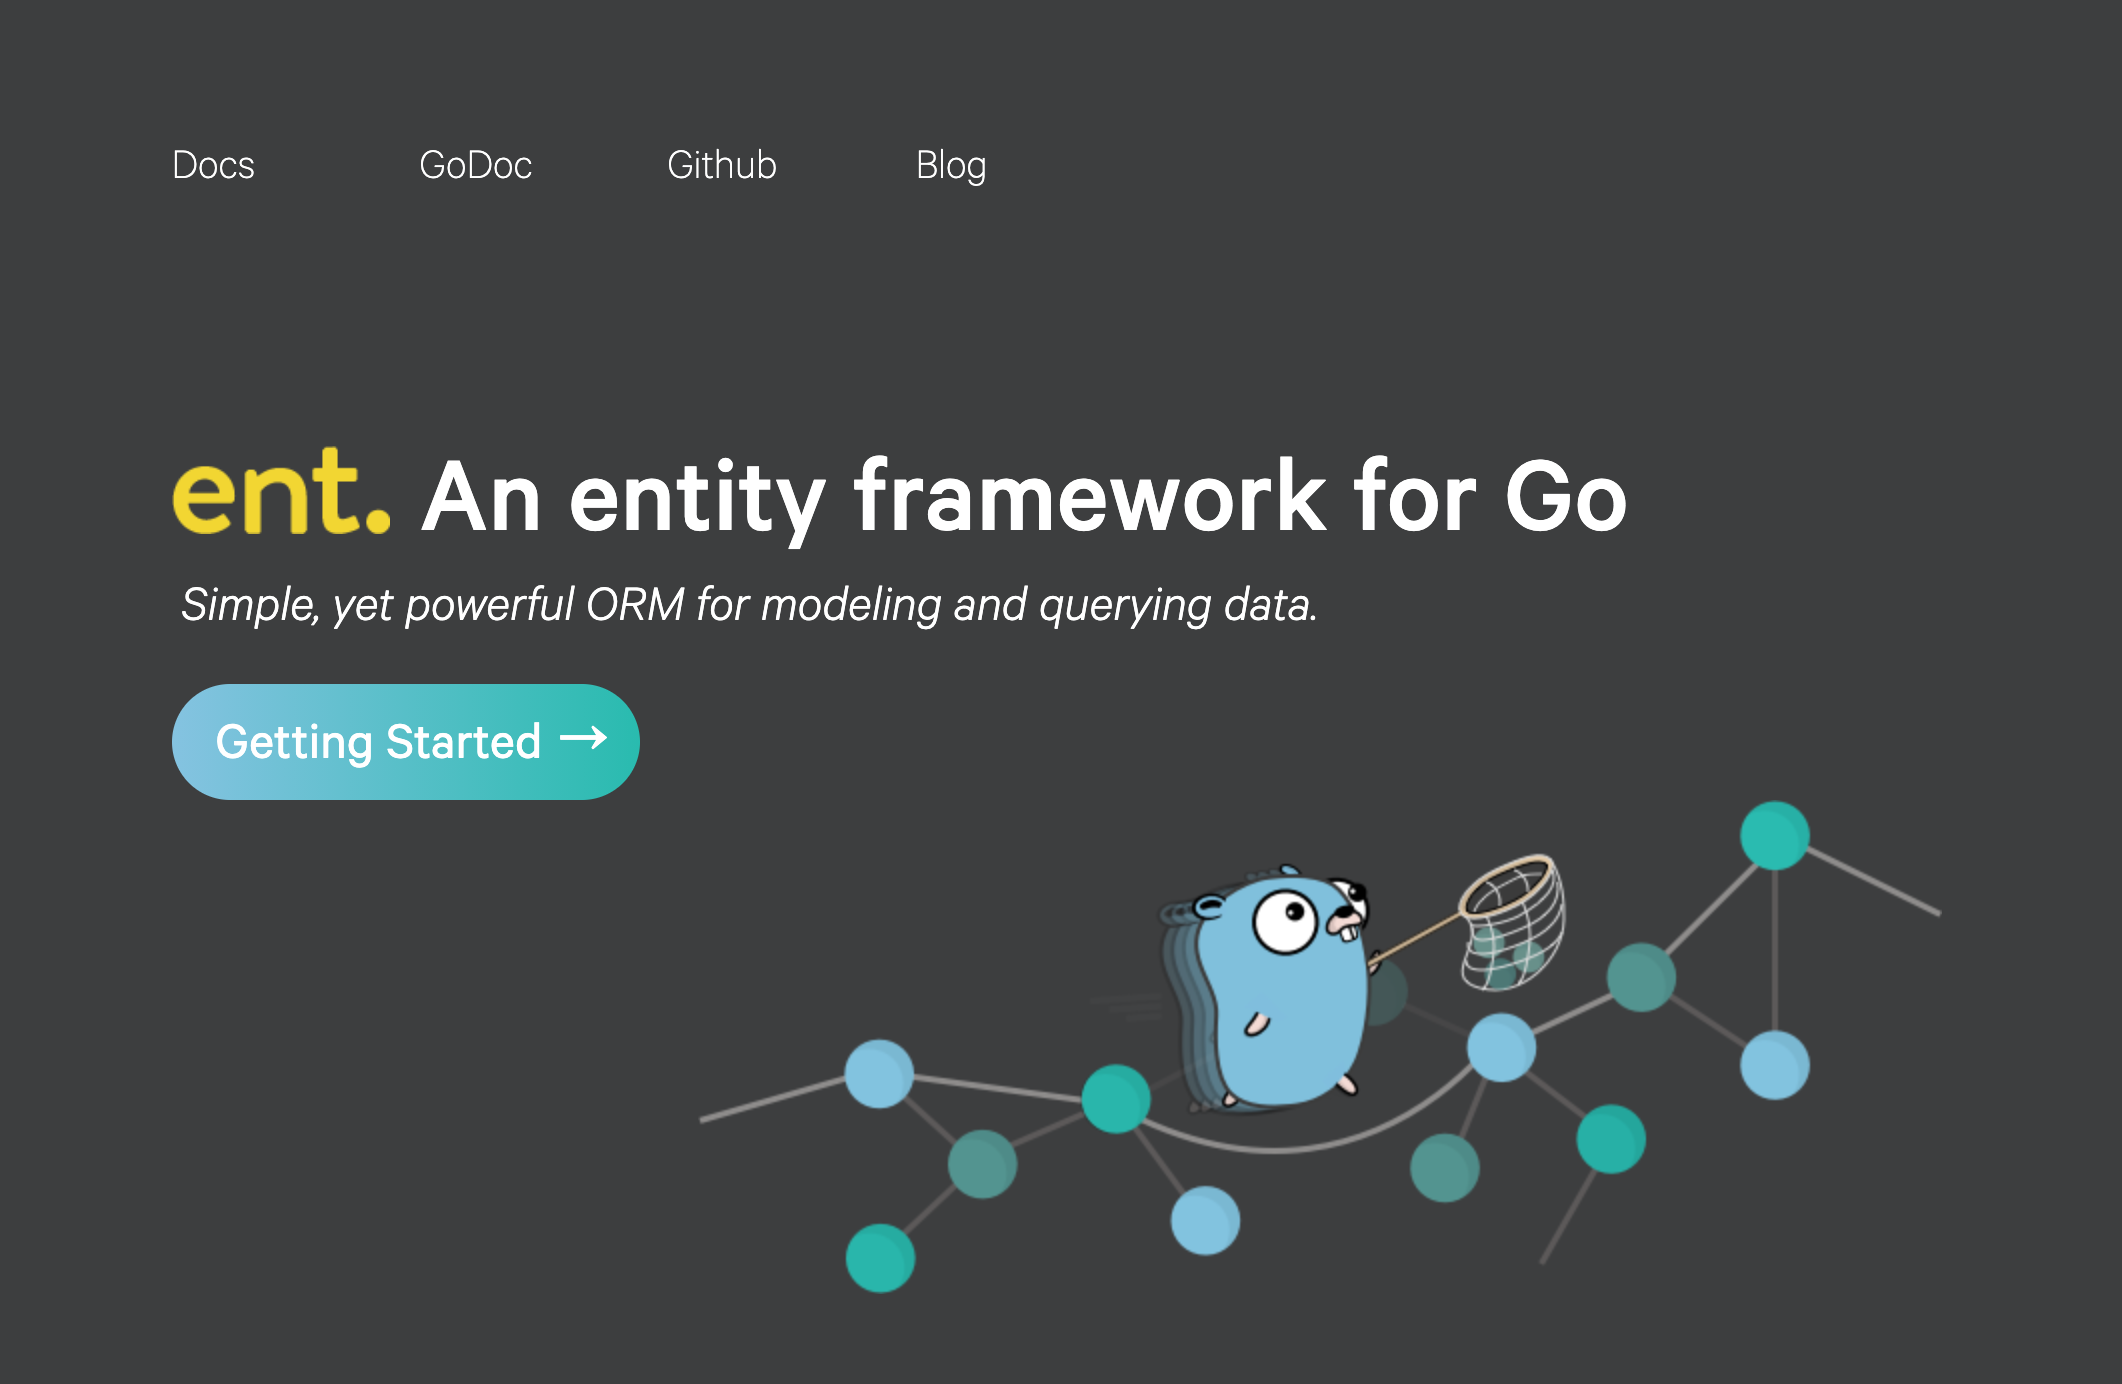 Docs GoDoc Github Blog
ent. An entity framework for Go
Simple, yet powerful ORM for modeling and querying data.
Getting Started →